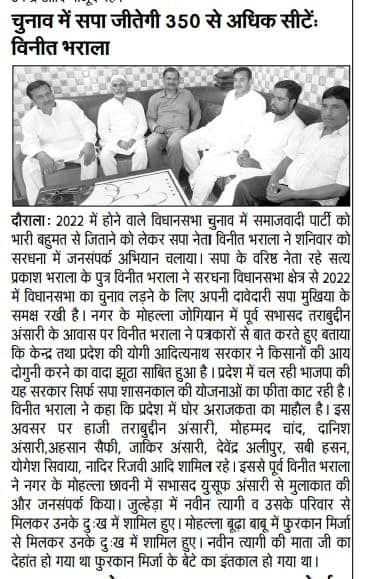 चुनाव में सपा जीतेगी 350 से अधिक सीटें:
विनीत भराला
दौरालाः 2022 में होने वाले विधानसभा चुनाव में समाजवादी पार्टी को
भारी बहुमत से जिताने को लेकर सपा नेता विनीत भराला ने शनिवार को
सरधना में जनसंपर्क अभियान चलाया। सपा के वरिष्ठ नेता रहे सत्य
प्रकाश भराला के पुत्र विनीत भराला ने सरधना विधानसभा क्षेत्र से 2022
में विधानसभा का चुनाव लड़ने के लिए अपनी दावेदारी सपा मुखिया के
समक्ष रखी है। नगर के मोहल्ला जोगियान में पूर्व सभासद तराबुद्दीन
अंसारी के आवास पर विनीत भराला ने पत्रकारों से बात करते हुए बताया
कि केन्द्र तथा प्रदेश की योगी आदित्यनाथ सरकार ने किसानों की आय
दोगुनी करने का वादा झूठा साबित हुआ है। प्रदेश में चल रही भाजपा की
यह सरकार सिर्फ सपा शासनकाल की योजनाओं का फीता काट रही है।
विनीत भराला ने कहा कि प्रदेश में घोर अराजकता का माहौल है। इस
अवसर पर हाजी तराबुद्दीन अंसारी, मोहम्मद चांद, दानिश
अंसारी,अहसान सैफी, जाकिर अंसारी, देवेंद्र अलीपुर, सबी हसन,
योगेश सिवाया, नादिर रिजवी आदि शामिल रहे। इससे पूर्व विनीत भराला
ने नगर के मोहल्ला छावनी में सभासद युसूफ अंसारी से मुलाकात की
और जनसंपर्क किया। जुल्हेड़ा में नवीन त्यागी व उसके परिवार से
मिलकर उनके दुःख में शामिल हुए। मोहल्ला बूढ़ा बाबू में फुरकान मिर्जा
से मिलकर उनके दुःख में शामिल हुए। नवीन त्यागी की माता जी का
देहांत हो गया था फुरकान मिर्जा के बेटे का इंतकाल हो गया था।